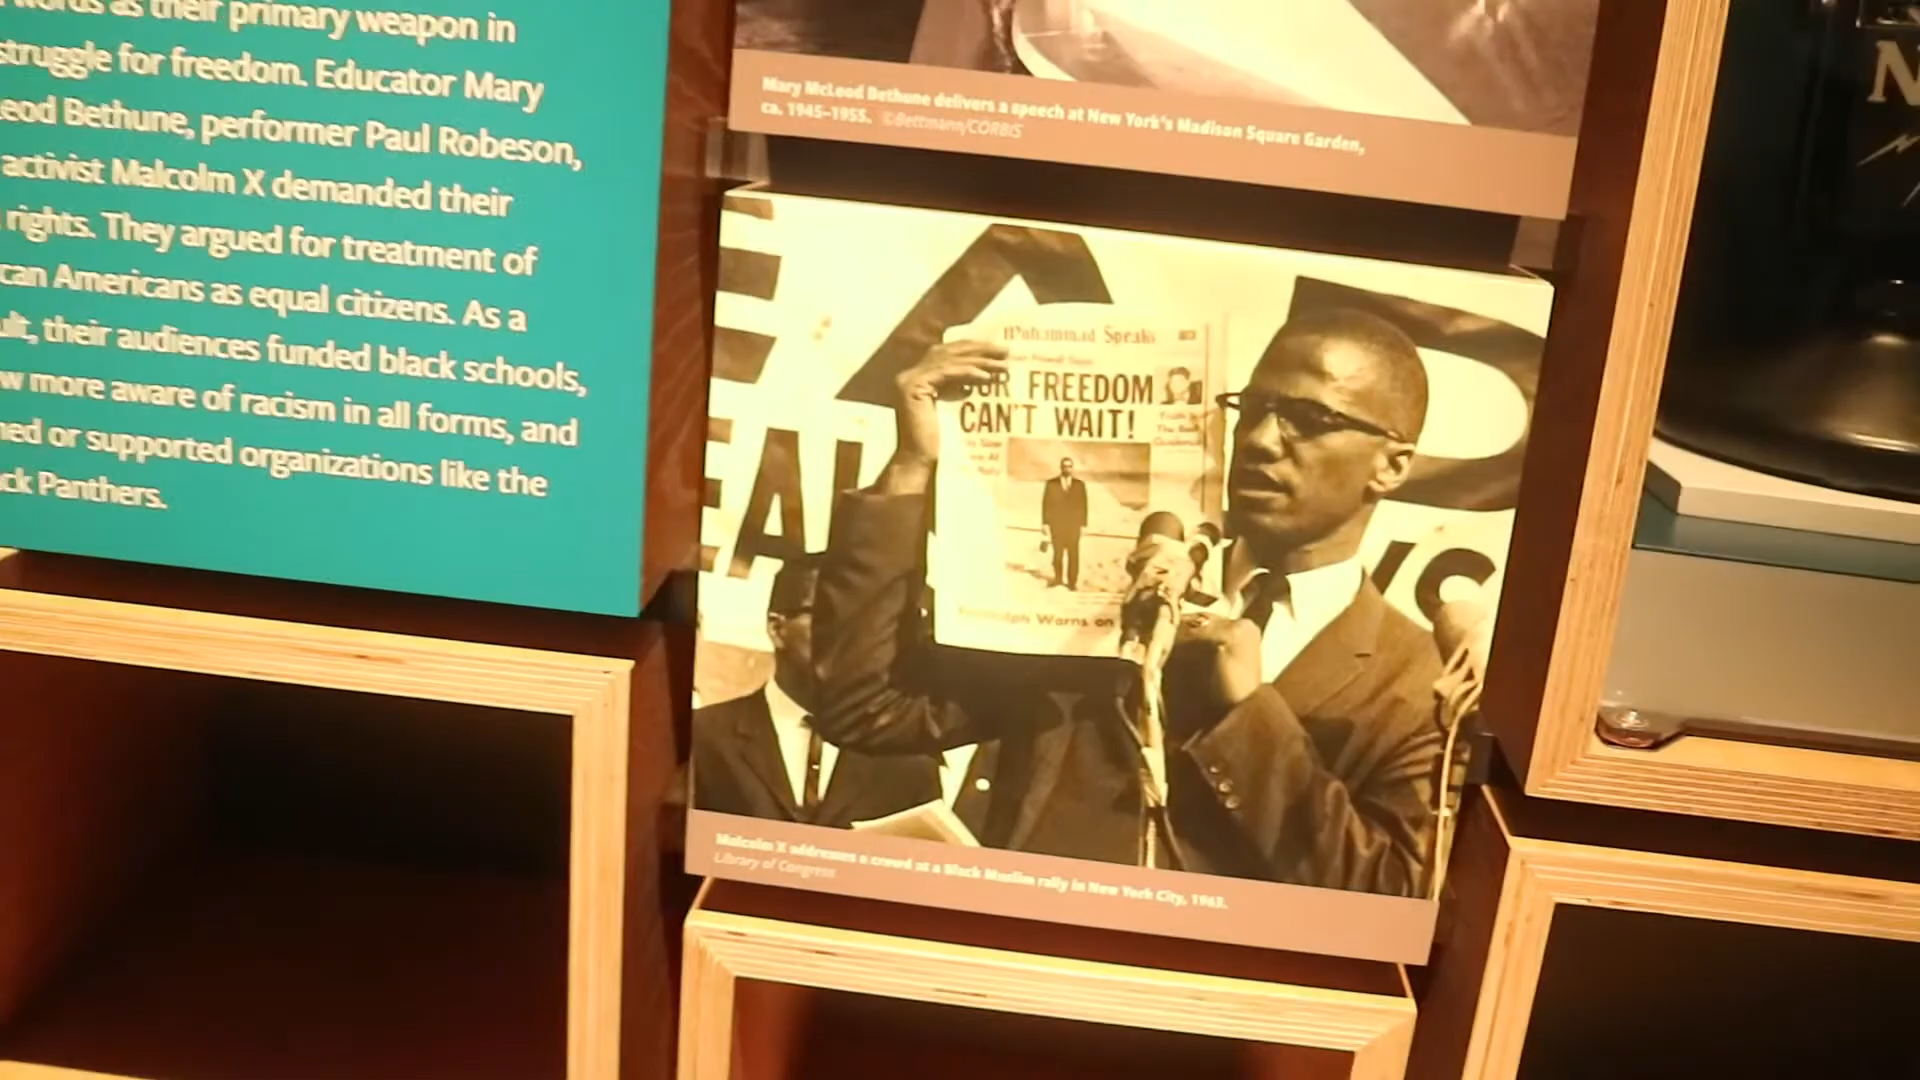 words as their primary weapon in
struggle for freedom. Educator Mary
eod Bethune, performer Paul Robeson,
activist Malcolm X demanded their
rights. They argued for treatment of
can Americans as equal citizens. As a
ult, their audiences funded black schools,
w more aware of racism in all forms, and
ned or supported organizations like the
ck Panthers.
Mary McLeod Bethune delivers a speech at New York's Madison Square Garden,
ca. 1945–1955. ©Bettmann/CORBIS
Muhammad Speaks
OUR FREEDOM
CAN'T WAIT!
Warns on
EAL
Malcolm X addresses a crowd at a Black Muslim rally in New York City, 1963.
Library of Congress
N